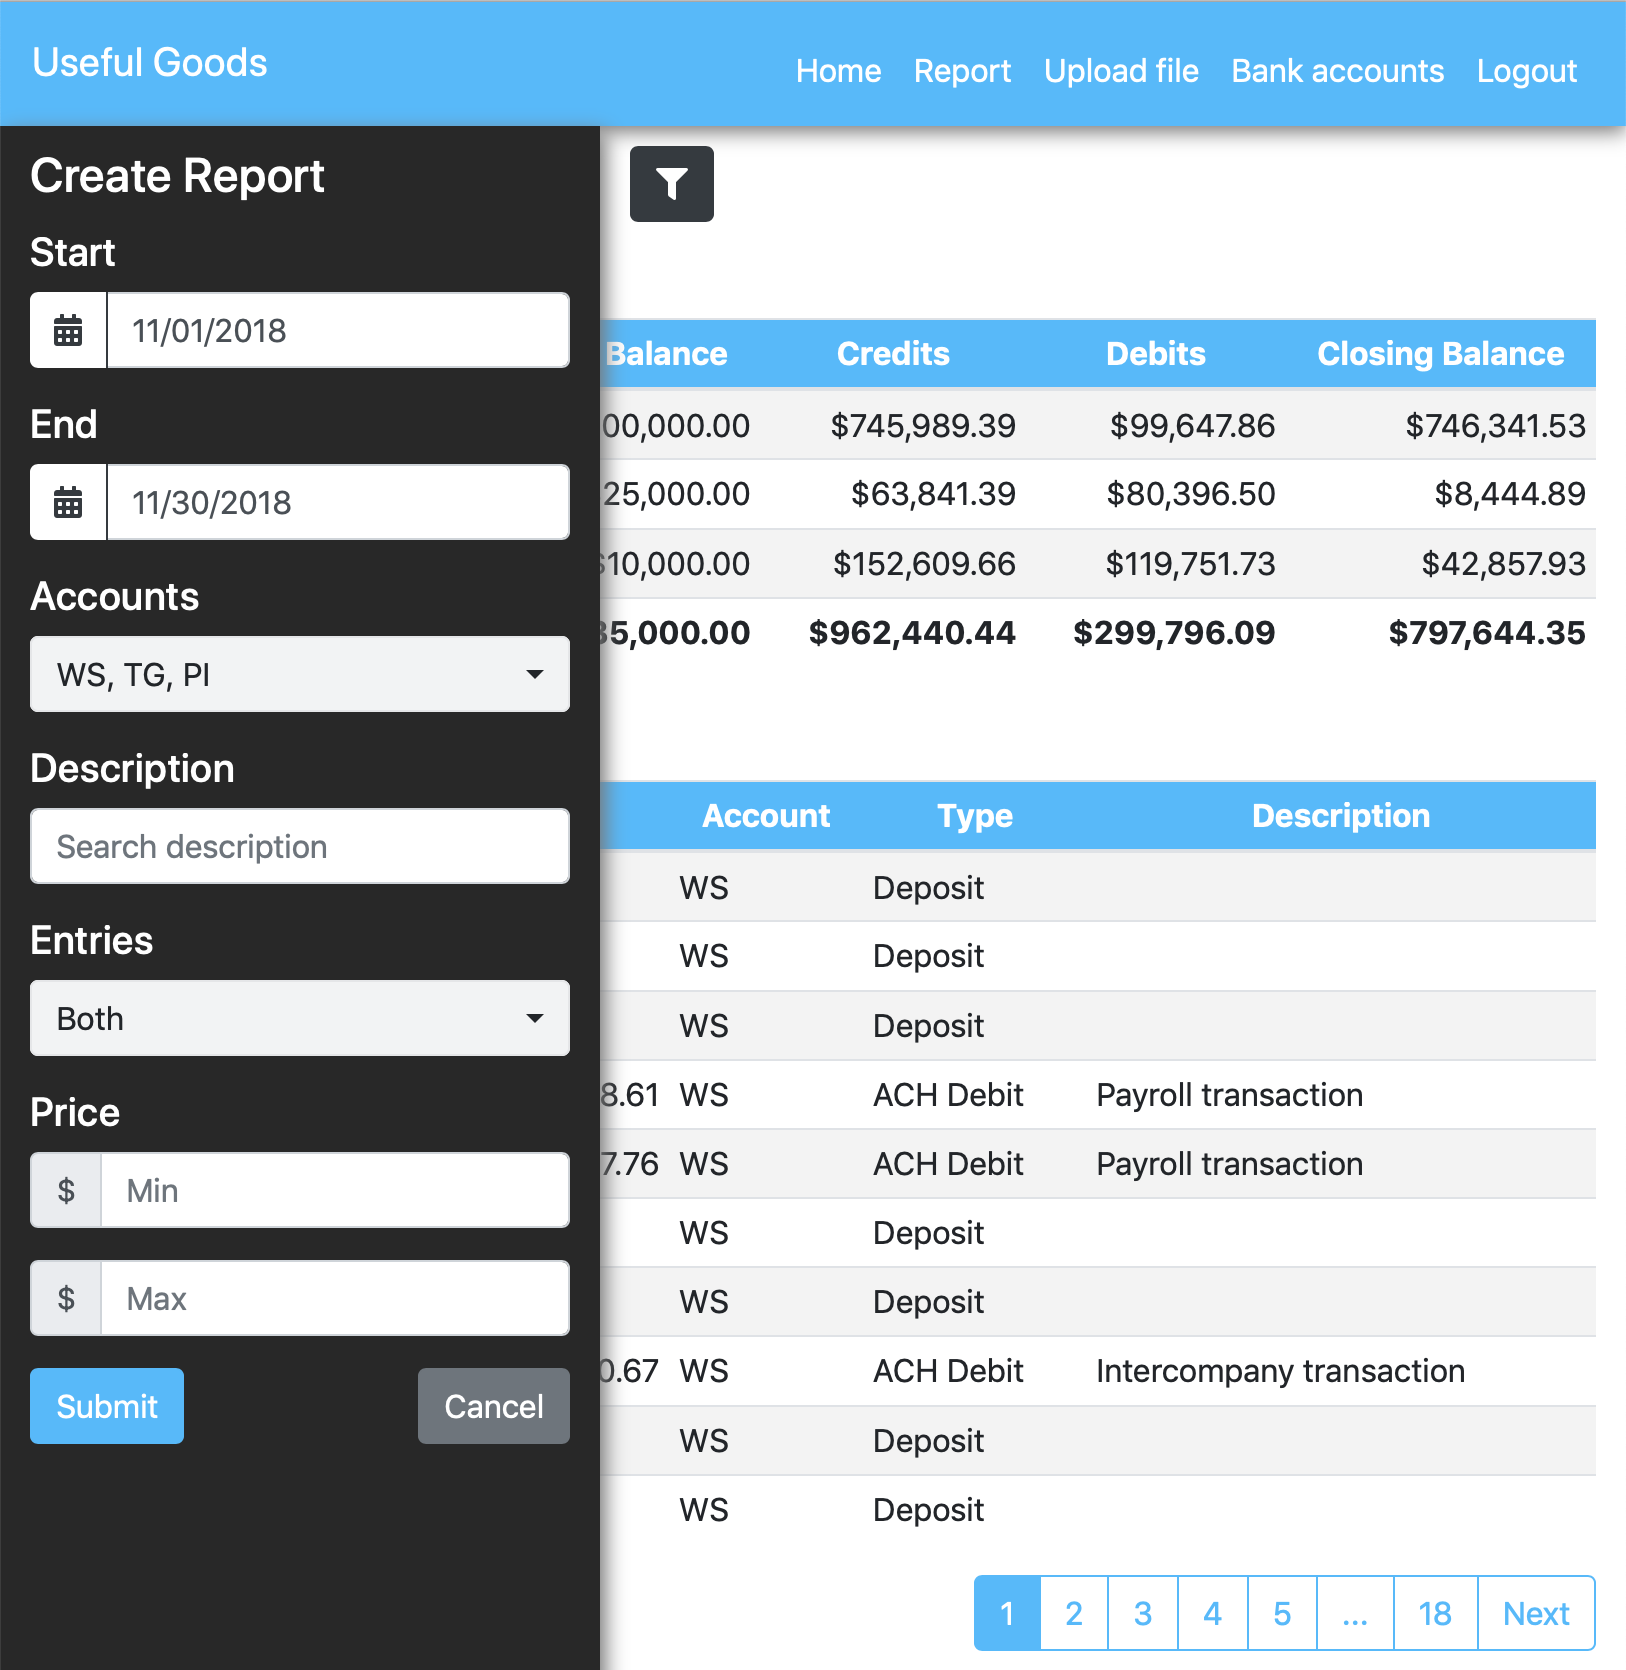 Useful Goods
Home Report Upload file Bank accounts Logout
Create Report
Start
11/01/2018
End
11/30/2018
Accounts
WS, TG, PI
Description
Search description
Entries
Both
Price
$ Min
$ Max
Submit Cancel
Balance Credits Debits Closing Balance
00,000.00 $745,989.39 $99,647.86 $746,341.53
25,000.00 $63,841.39 $80,396.50 $8,444.89
$10,000.00 $152,609.66 $119,751.73 $42,857.93
35,000.00 $962,440.44 $299,796.09 $797,644.35
Account Type Description
WS Deposit
WS Deposit
WS Deposit
8.61 WS ACH Debit Payroll transaction
7.76 WS ACH Debit Payroll transaction
WS Deposit
WS Deposit
0.67 WS ACH Debit Intercompany transaction
WS Deposit
WS Deposit
1 2 3 4 5 ... 18 Next